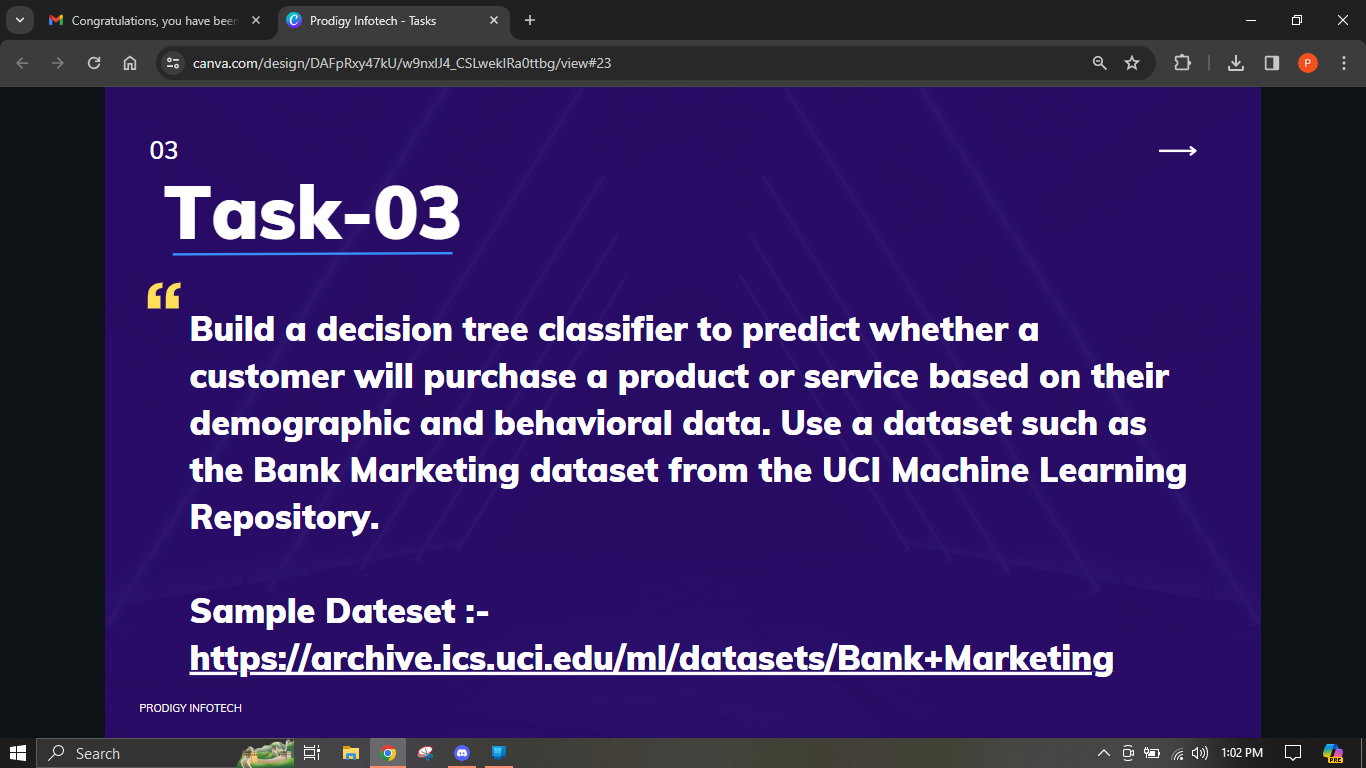 Congratulations, you have been
Prodigy Infotech - Tasks
canva.com/design/DAFpRxy47kU/w9nxIJ4_CSLwekIRa0ttbg/view#23
P
03
Task-03
“
Build a decision tree classifier to predict whether a
customer will purchase a product or service based on their
demographic and behavioral data. Use a dataset such as
the Bank Marketing dataset from the UCI Machine Learning
Repository.
Sample Dateset :-
https://archive.ics.uci.edu/ml/datasets/Bank+Marketing
PRODIGY INFOTECH
Search
1:02 PM
PRE